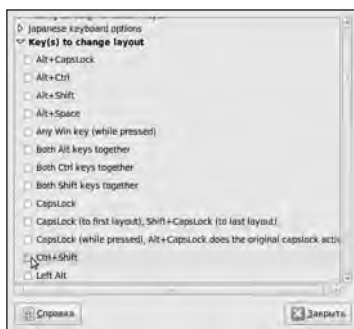 Japanese keyboard options
Key(s) to change layout
Alt+CapsLock
Alt+Ctrl
Alt+Shift
Alt+Space
Any Win key (while pressed)
Both Alt keys together
Both Ctrl keys together
Both Shift keys together
CapsLock
CapsLock (to first layout), Shift+CapsLock (to last layout)
CapsLock (while pressed), Alt+CapsLock does the original capslock actio
Ctrl+Shift
Left Alt
Справка
Закрыть